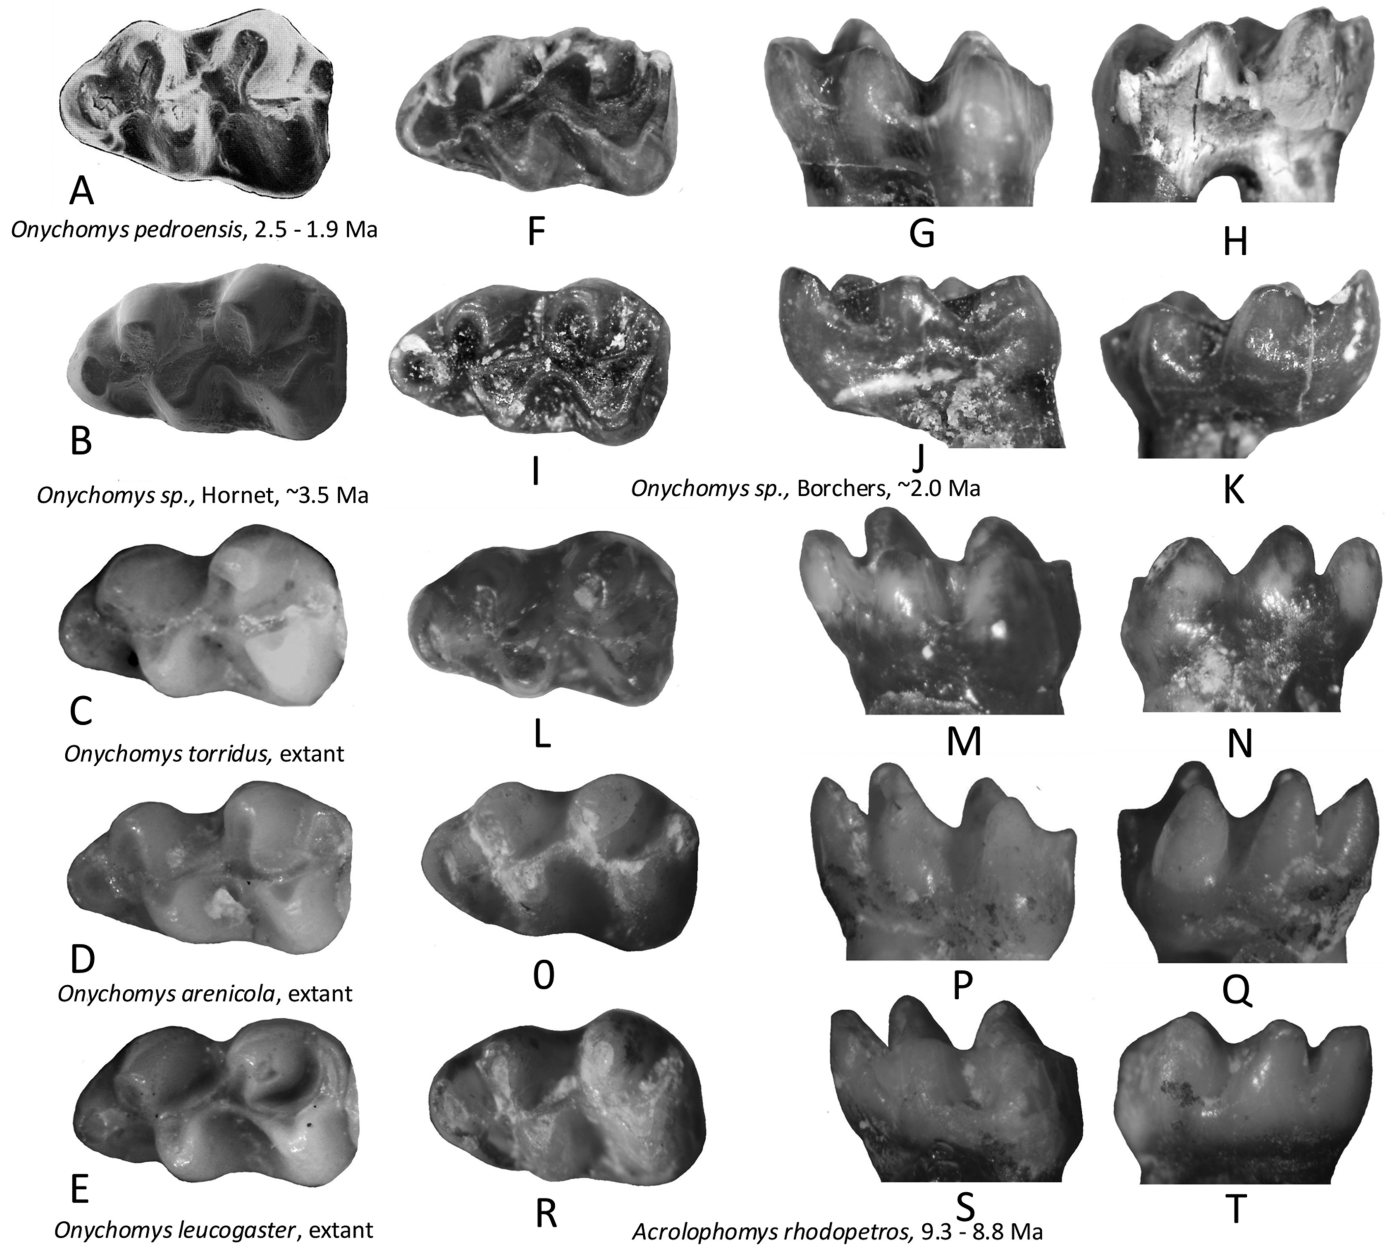 A
F
G
H
Onychomys pedroensis, 2.5 - 1.9 Ma
B
I
J
K
Onychomys sp., Hornet, ~3.5 Ma
Onychomys sp., Borchers, ~2.0 Ma
C
L
M
N
Onychomys torridus, extant
D
0
P
Q
Onychomys arenicola, extant
E
R
S
T
Onychomys leucogaster, extant
Acrolophomys rhodopetros, 9.3 - 8.8 Ma